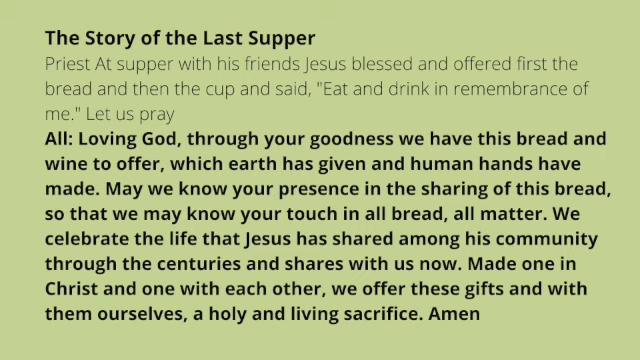 The Story of the Last Supper
Priest At supper with his friends Jesus blessed and offered first the
bread and then the cup and said, "Eat and drink in remembrance of
me." Let us pray
All: Loving God, through your goodness we have this bread and
wine to offer, which earth has given and human hands have
made. May we know your presence in the sharing of this bread,
so that we may know your touch in all bread, all matter. We
celebrate the life that Jesus has shared among his community
through the centuries and shares with us now. Made one in
Christ and one with each other, we offer these gifts and with
them ourselves, a holy and living sacrifice. Amen